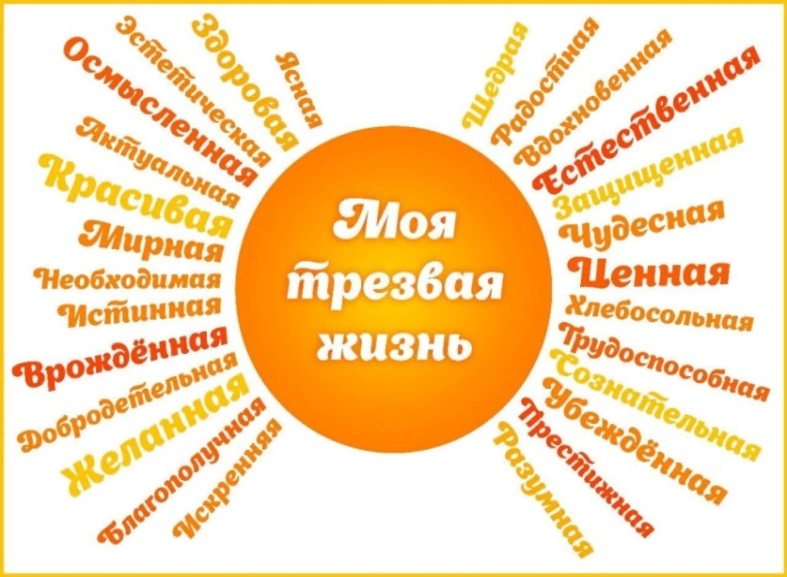 Моя
трезвая
жизнь
Ясная
Здоровая
Эстетическая
Осмысленная
Актуальная
Красивая
Мирная
Необходимая
Истинная
Врождённая
Добродетельная
Желанная
Благополучная
Искренняя
Щедрая
Радостная
Вдохновенная
Естественная
Защищенная
Чудесная
Ценная
Хлебосольная
Трудоспособная
Сознательная
Убеждённая
Престижная
Разумная